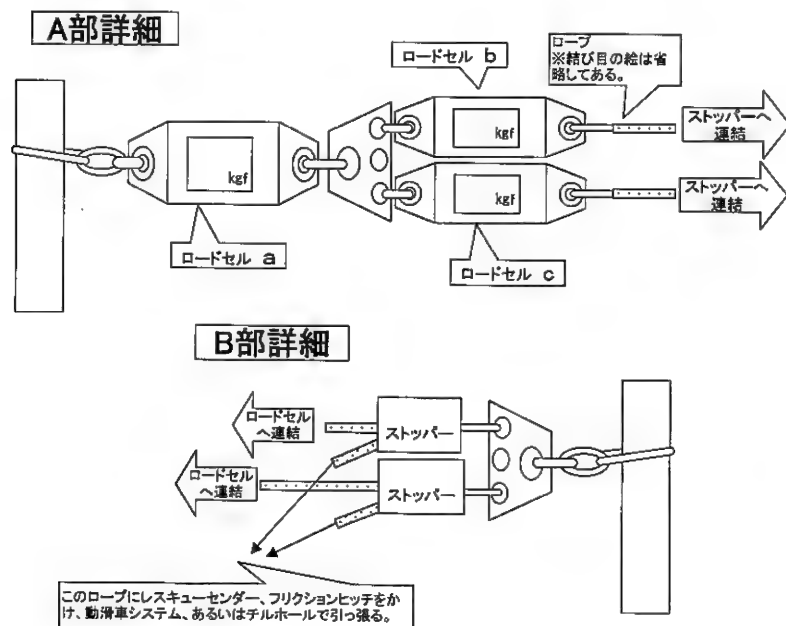 A部詳細
ロードセル b
ロープ
※結び目の絵は省
略してある。
kgf
ストッパーへ
連結
kgf
kgf
ストッパーへ
連結
ロードセル a
ロードセル c
B部詳細
ロードセル
へ連結
ストッパー
ロードセル
へ連結
ストッパー
このロープにレスキューセンダー、フリクションヒッチをか
け、動滑車システム、あるいはチルホールで引っ張る。